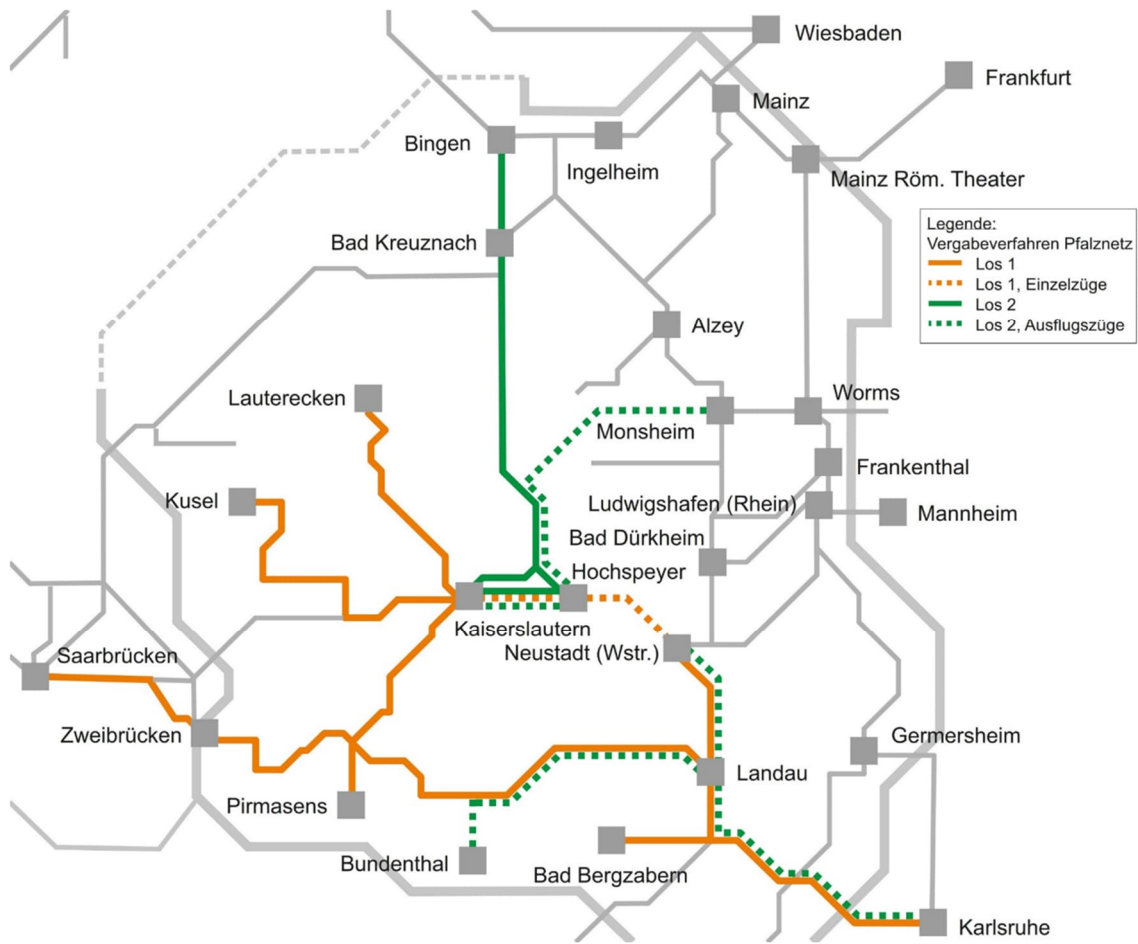 Wiesbaden
Frankfurt
Mainz
Bingen
Ingelheim
Mainz Röm. Theater
Legende:
Vergabeverfahren Pfalznetz
Los 1
Los 1, Einzelzüge
Los 2
Los 2, Ausflugszüge
Bad Kreuznach
Alzey
Lauterecken
Worms
Monsheim
Frankenthal
Kusel
Ludwigshafen (Rhein)
Mannheim
Bad Dürkheim
Hochspeyer
Kaiserslautern
Neustadt (Wstr.)
Saarbrücken
Zweibrücken
Germersheim
Landau
Pirmasens
Bundenthal
Bad Bergzabern
Karlsruhe